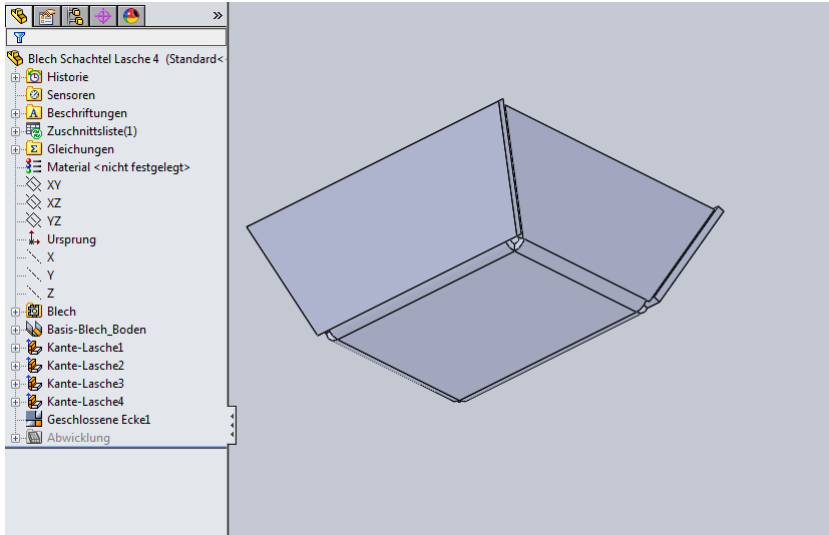 »
Blech Schachtel Lasche 4 (Standard<
Historie
Sensoren
A Beschriftungen
Zuschnittsliste(1)
Σ Gleichungen
Material <nicht festgelegt>
XY
XZ
YZ
Ursprung
X
Y
Z
Blech
Basis-Blech_Boden
Kante-Lasche1
Kante-Lasche2
Kante-Lasche3
Kante-Lasche4
Geschlossene Ecke1
Abwicklung